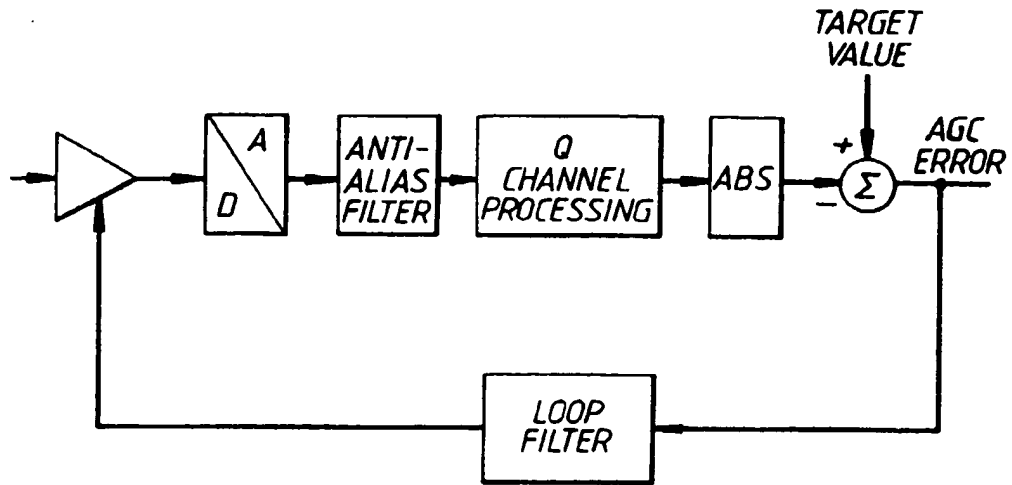 TARGET
VALUE
A
D
ANTI-
ALIAS
FILTER
Q
CHANNEL
PROCESSING
ABS
+
Σ
−
AGC
ERROR
LOOP
FILTER